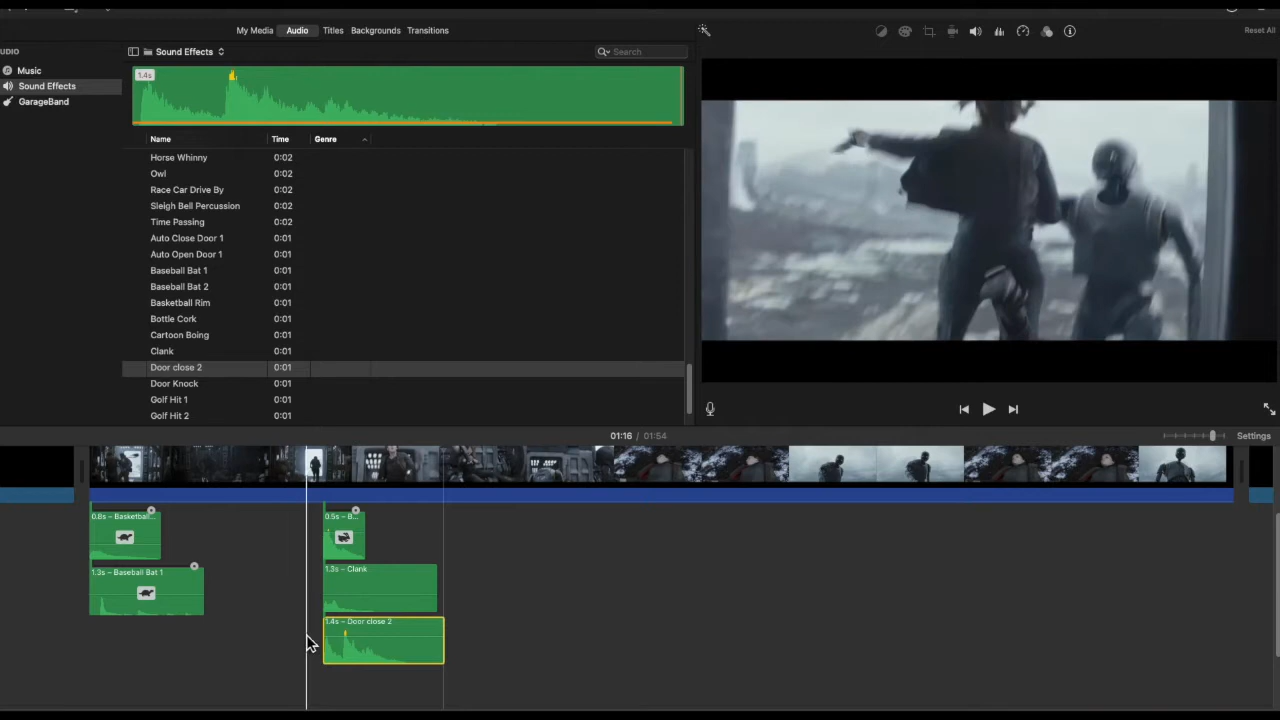 My Media Audio Titles Backgrounds Transitions
Reset All
UDIO
Sound Effects
Search
Music
Sound Effects
GarageBand
1.4s
Name Time Genre
Horse Whinny 0:02
Owl 0:02
Race Car Drive By 0:02
Sleigh Bell Percussion 0:02
Time Passing 0:02
Auto Close Door 1 0:01
Auto Open Door 1 0:01
Baseball Bat 1 0:01
Baseball Bat 2 0:01
Basketball Rim 0:01
Bottle Cork 0:01
Cartoon Boing 0:01
Clank 0:01
Door close 2 0:01
Door Knock 0:01
Golf Hit 1 0:01
Golf Hit 2 0:01
01:16 / 01:54
Settings
0.8s – Basketball...
0.5s – B...
1.3s – Baseball Bat 1
1.3s – Clank
1.4s – Door close 2